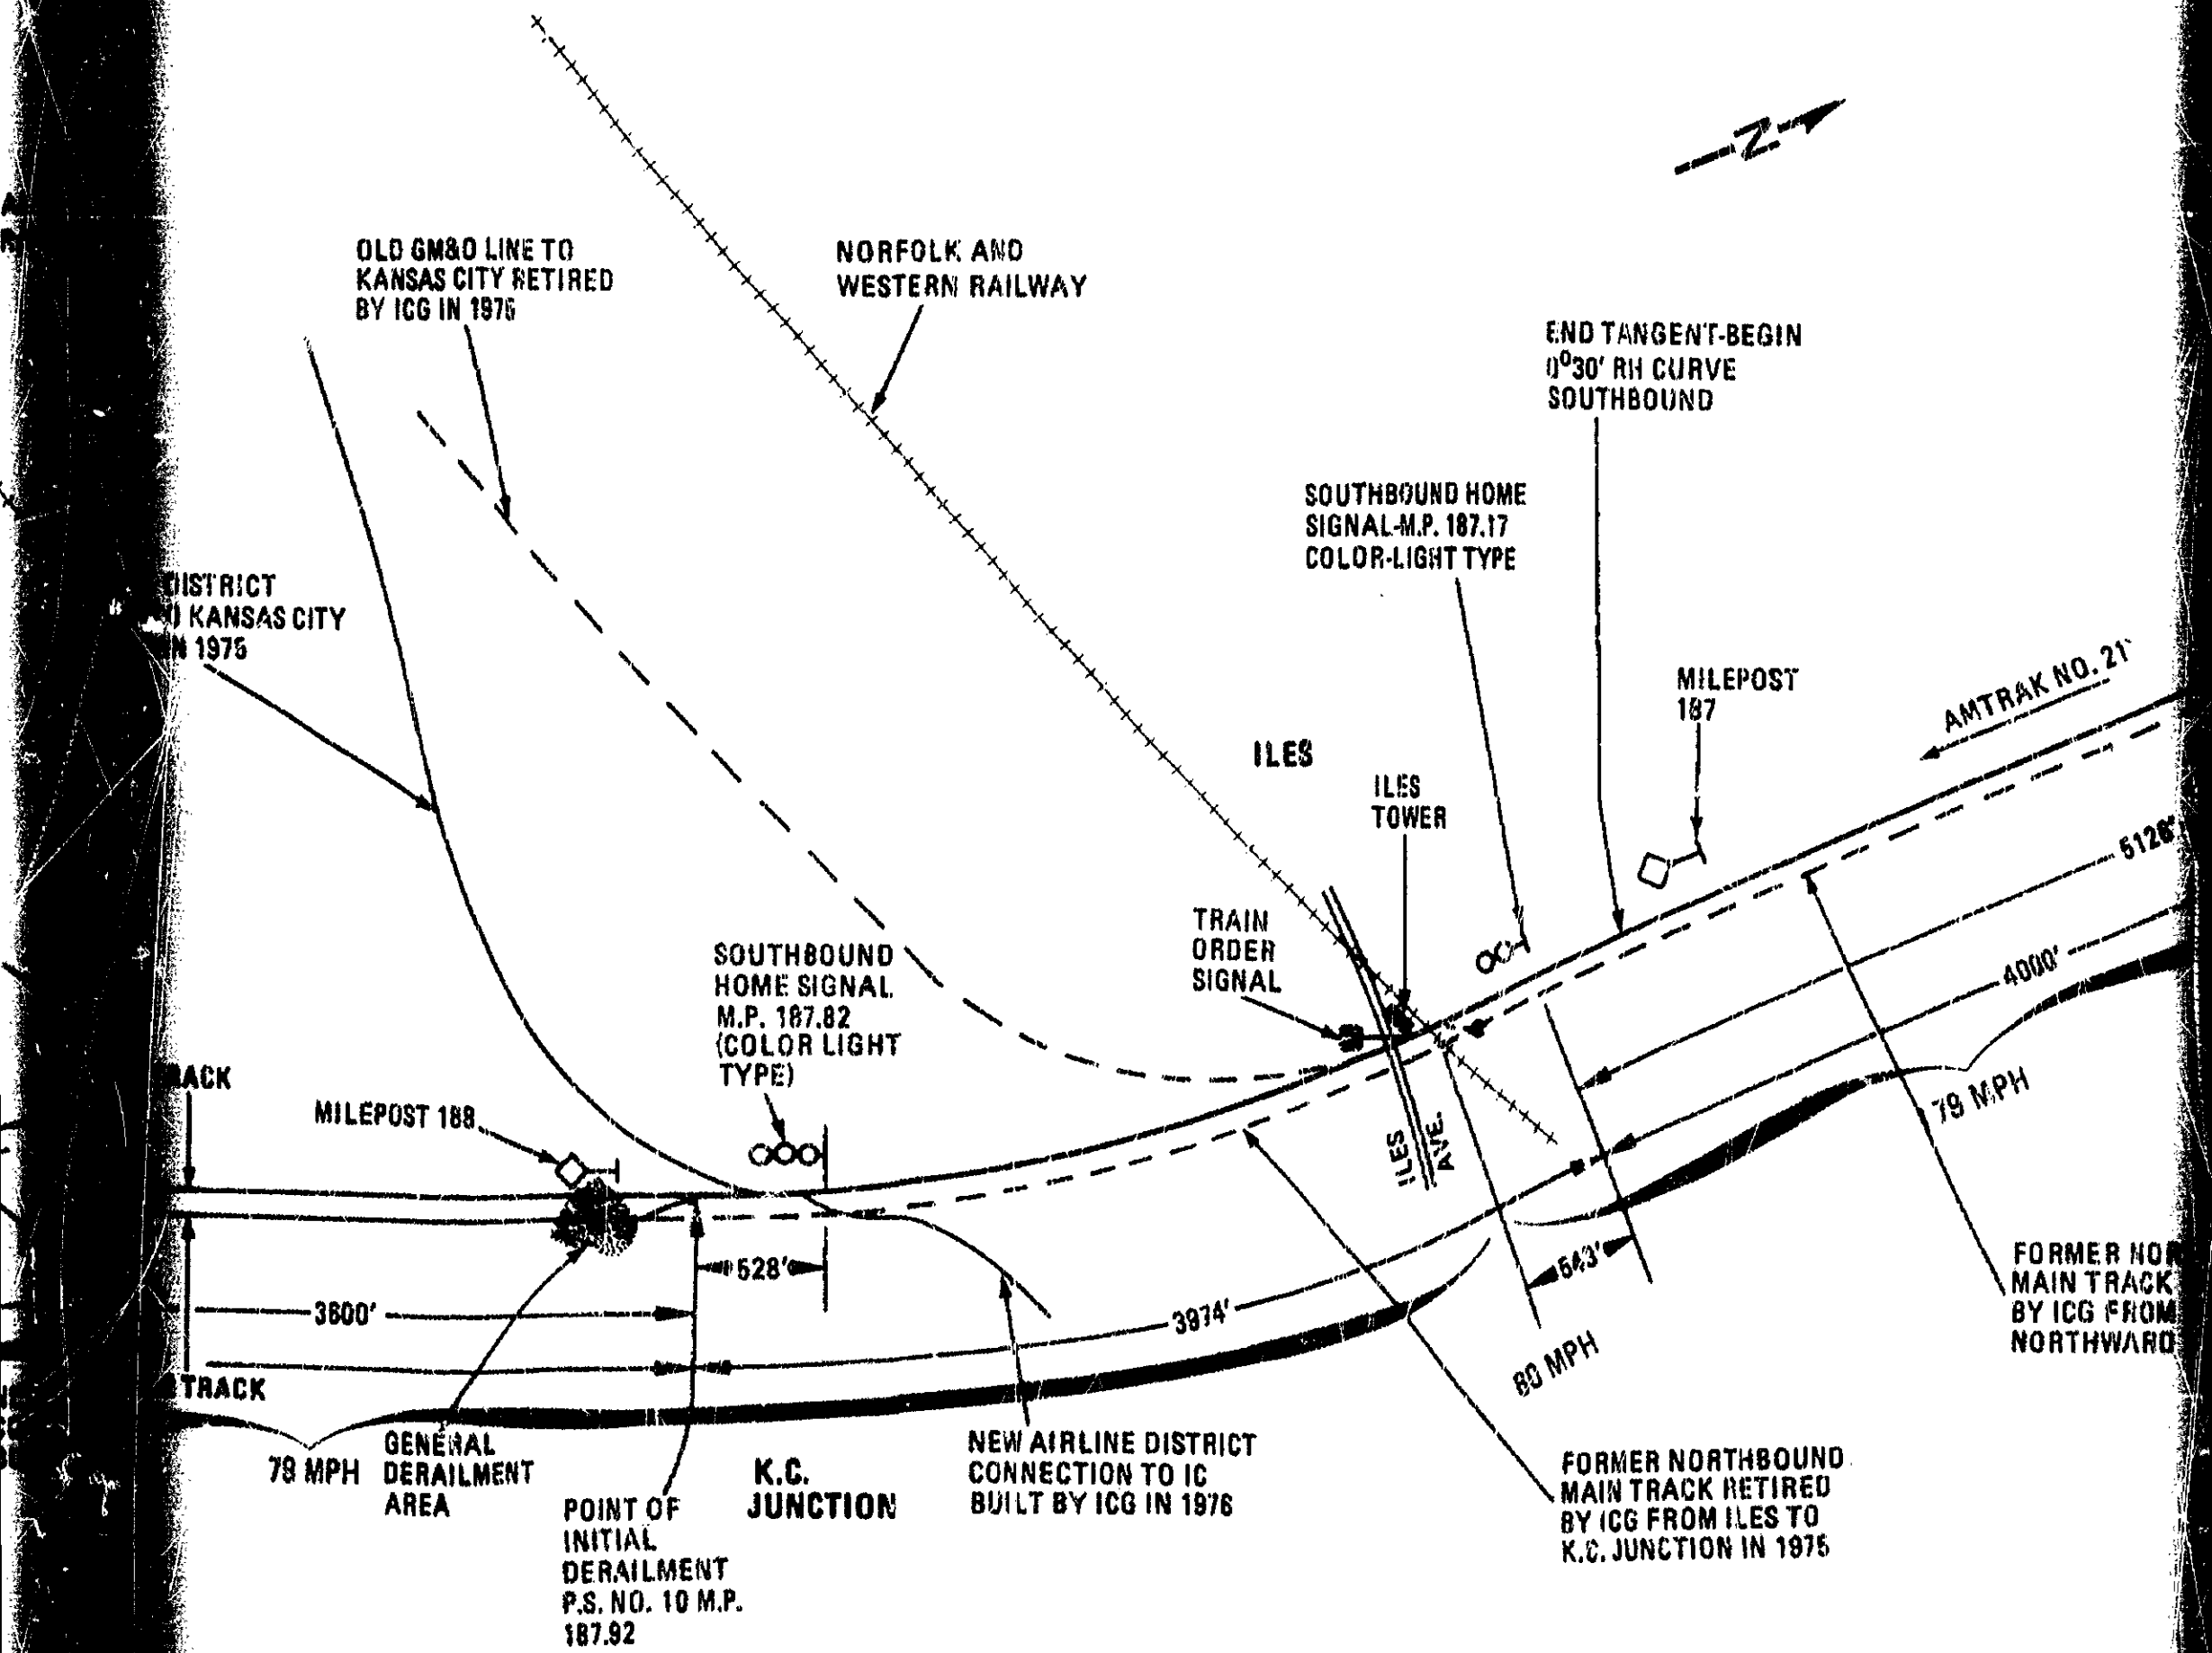 N
OLD GM&O LINE TO
KANSAS CITY RETIRED
BY ICG IN 1976
NORFOLK AND
WESTERN RAILWAY
END TANGENT-BEGIN
0°30' RH CURVE
SOUTHBOUND
SOUTHBOUND HOME
SIGNAL-M.P. 187.17
COLOR-LIGHT TYPE
DISTRICT
KANSAS CITY
1975
MILEPOST
187
AMTRAK NO. 21
ILES
ILES
TOWER
TRAIN
ORDER
SIGNAL
5126'
4000'
79 MPH
SOUTHBOUND
HOME SIGNAL
M.P. 187.82
(COLOR LIGHT
TYPE)
ACK
MILEPOST 188
ILES
AVE.
528'
643'
3600'
3974'
TRACK
80 MPH
FORMER
MAIN TRACK
BY ICG FROM
NORTHWARD
79 MPH
GENERAL
DERAILMENT
AREA
POINT OF
INITIAL
DERAILMENT
P.S. NO. 10 M.P.
187.92
K.C.
JUNCTION
NEW AIRLINE DISTRICT
CONNECTION TO IC
BUILT BY ICG IN 1976
FORMER NORTHBOUND
MAIN TRACK RETIRED
BY ICG FROM ILES TO
K.C. JUNCTION IN 1976